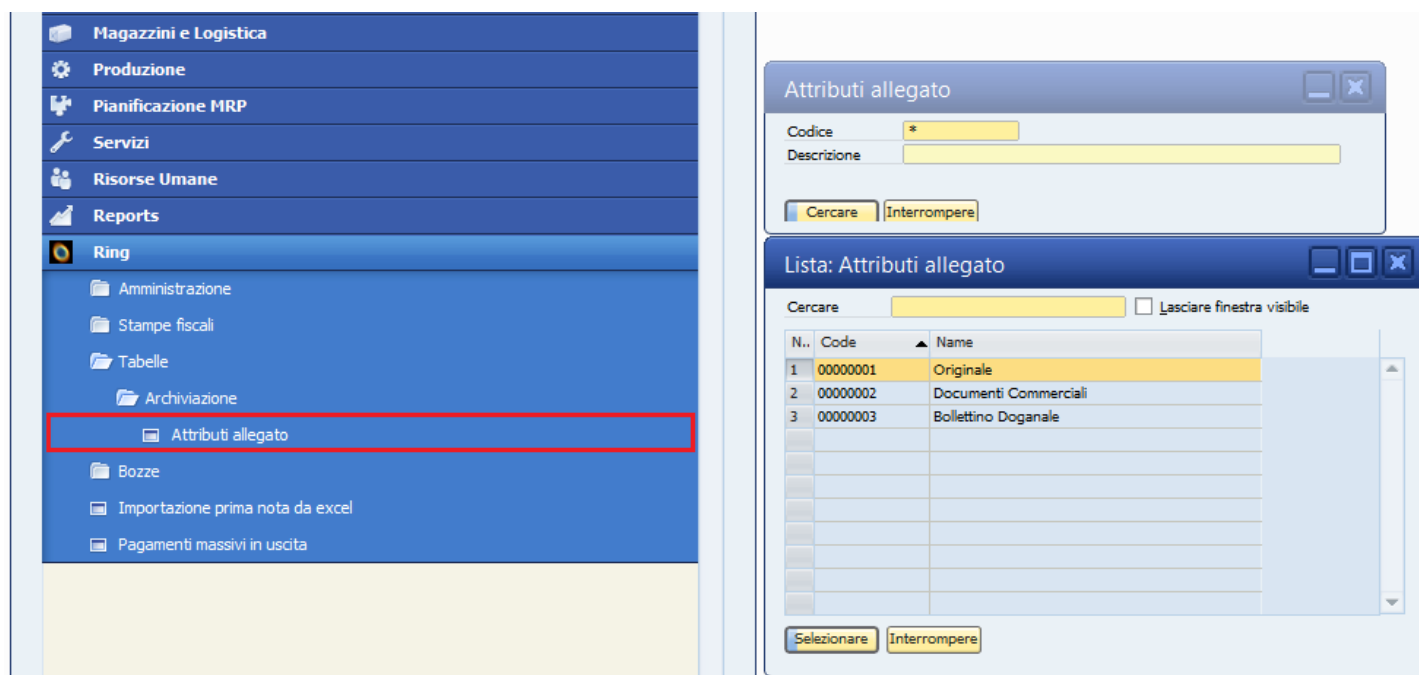 Magazzini e Logistica
Produzione
Pianificazione MRP
Servizi
Risorse Umane
Reports
Ring
Amministrazione
Stampe fiscali
Tabelle
Archiviazione
Attributi allegato
Bozze
Importazione prima nota da excel
Pagamenti massivi in uscita
Attributi allegato
Codice *
Descrizione
Cercare Interrompere
Lista: Attributi allegato
Cercare Lasciare finestra visibile
N.. Code Name
1 00000001 Originale
2 00000002 Documenti Commerciali
3 00000003 Bollettino Doganale
Selezionare Interrompere